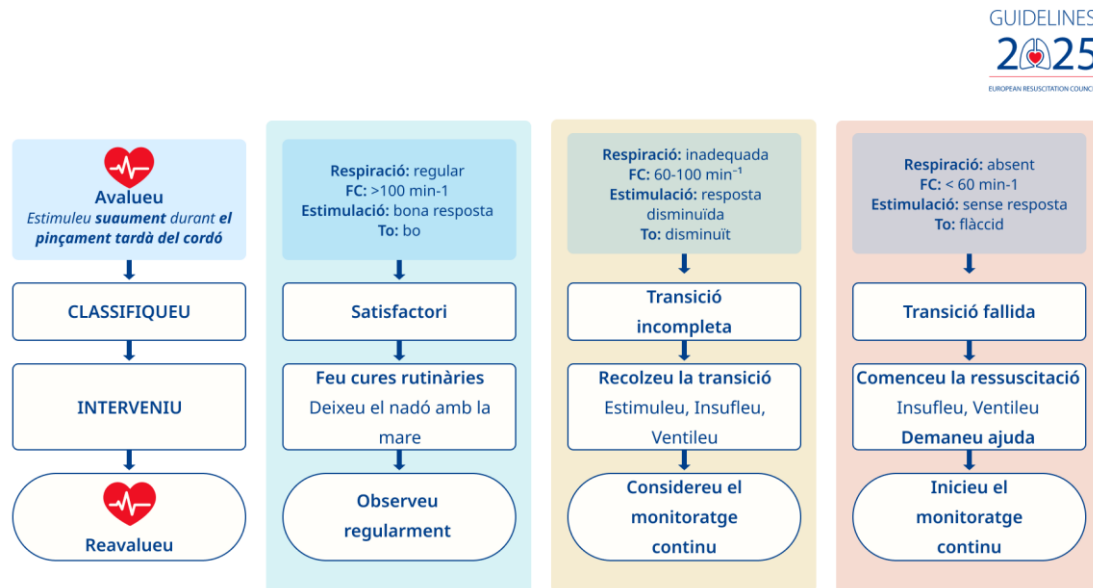 GUIDELINES
2025
EUROPEAN RESUSCITATION COUNCIL
Avalueu
Estimuleu suaument durant el
pinçament tardà del cordó
CLASSIFIQUEU
INTERVENIU
Reavalueu
Respiració: regular
FC: >100 min-1
Estimulació: bona resposta
To: bo
Satisfactori
Feu cures rutinàries
Deixeu el nadó amb la
mare
Observeu
regularment
Respiració: inadequada
FC: 60-100 min⁻¹
Estimulació: resposta
disminuïda
To: disminuït
Transició
incompleta
Recolzeu la transició
Estimuleu, Insufleu,
Ventileu
Considereu el
monitoratge
continu
Respiració: absent
FC: < 60 min-1
Estimulació: sense resposta
To: flàccid
Transició fallida
Comenceu la ressuscitació
Insufleu, Ventileu
Demaneu ajuda
Inicieu el
monitoratge
continu